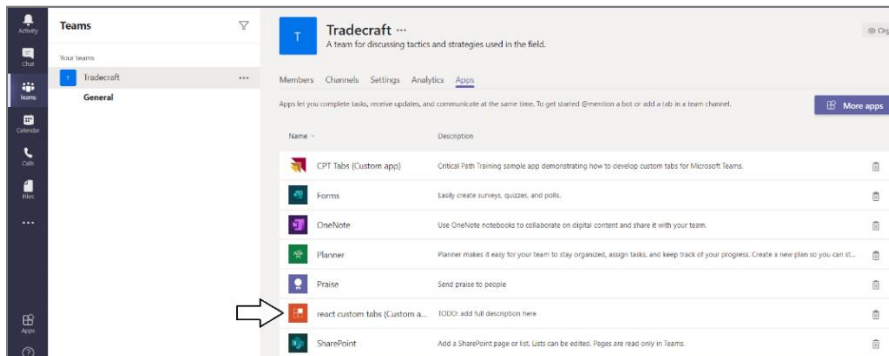 Activity
Chat
Teams
Calendar
Calls
Files
...
Apps
Teams
Your teams
T Tradecraft ...
General
T
Tradecraft ...
A team for discussing tactics and strategies used in the field.
Org
Members Channels Settings Analytics Apps
Apps let you complete tasks, receive updates, and communicate at the same time. To get started @mention a bot or add a tab in a team channel.
More apps
Name Description
CPT Tabs (Custom app) Critical Path Training sample app demonstrating how to develop custom tabs for Microsoft Teams.
Forms Easily create surveys, quizzes, and polls.
OneNote Use OneNote notebooks to collaborate on digital content and share it with your team.
Planner Planner makes it easy for your team to stay organized, assign tasks, and keep track of your progress. Create a new plan so you can st...
Praise Send praise to people
react custom tabs (Custom a... TODO: add full description here
SharePoint Add a SharePoint page or list. Lists can be edited. Pages are read only in Teams.